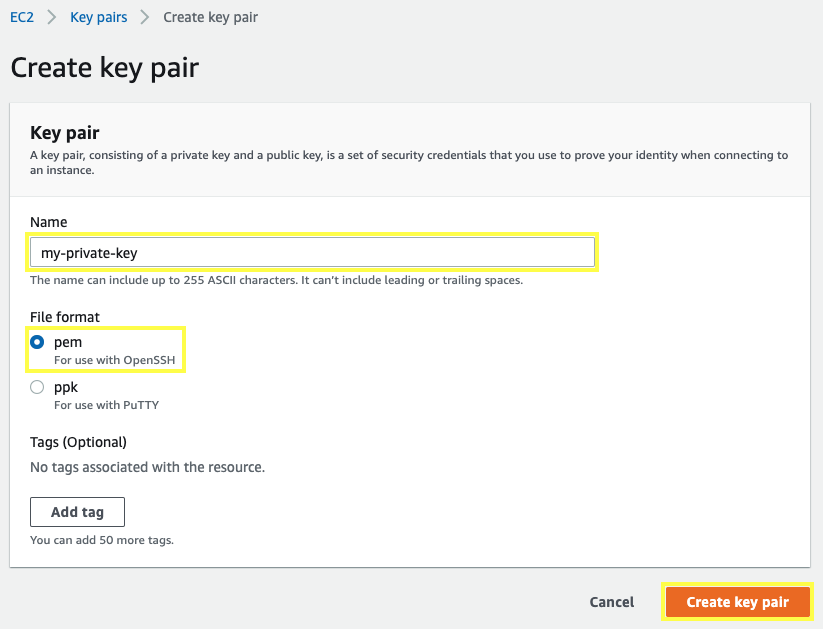 EC2 > Key pairs > Create key pair
Create key pair
Key pair
A key pair, consisting of a private key and a public key, is a set of security credentials that you use to prove your identity when connecting to
an instance.
Name
my-private-key
The name can include up to 255 ASCII characters. It can't include leading or trailing spaces.
File format
pem
For use with OpenSSH
ppk
For use with PuTTY
Tags (Optional)
No tags associated with the resource.
Add tag
You can add 50 more tags.
Cancel Create key pair